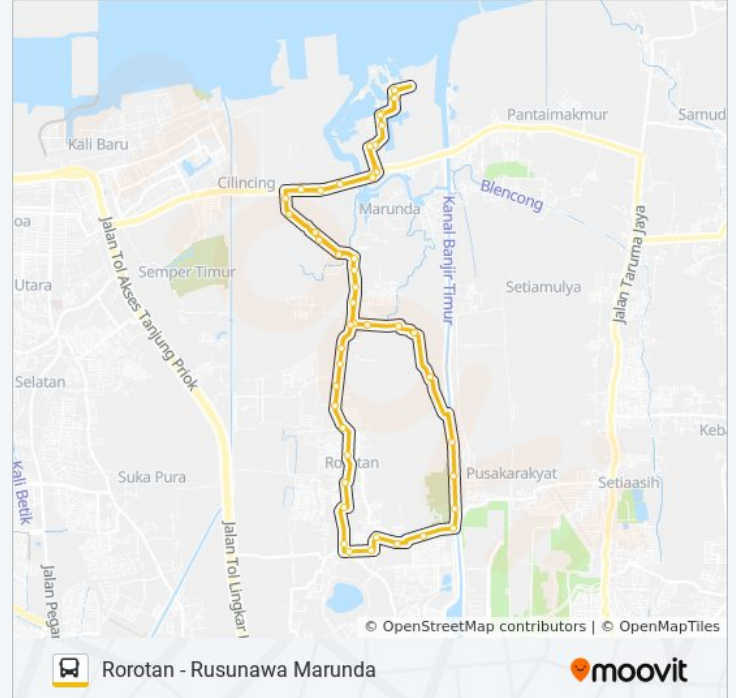 Pantaimakmur
Samud
Kali Baru
Cilincing
Blencong
oa
Marunda
Kanal Banjir Timur
Jalan Tol Akses Tanjung Priok
Jalan Taruma Jaya
Semper Timur
Utara
Setiamulya
Selatan
Keb
Rorotan
Suka Pura
Pusakarakyat
Setiaasih
Kali Betik
Jalan Tol Lingkar
Jalan Pega
© OpenStreetMap contributors | © OpenMapTiles
Rorotan - Rusunawa Marunda
moovit